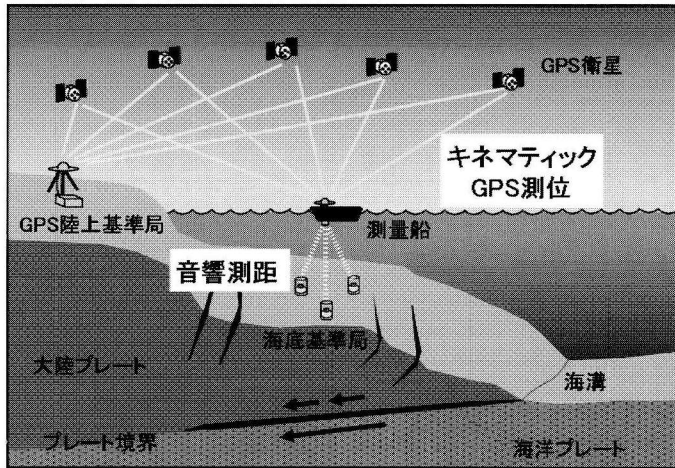 GPS衛星
キネマティック
GPS測位
GPS陸上基準局
測量船
音響測距
海底基準局
大陸プレート
海溝
プレート境界
海洋プレート